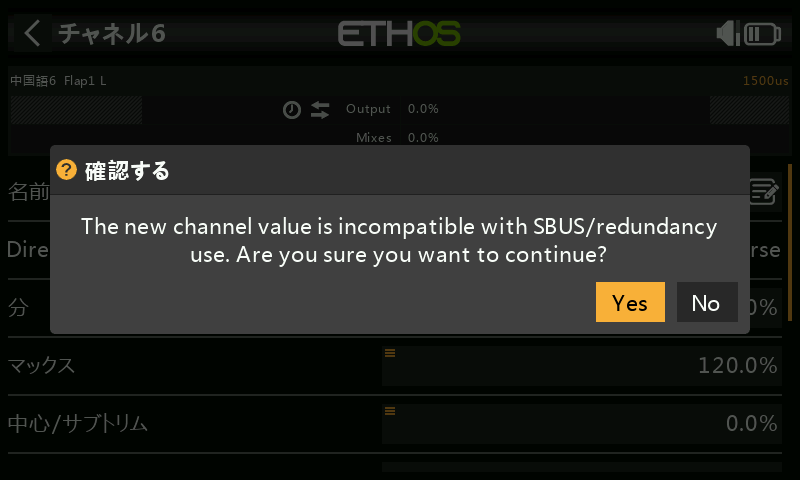 チャネル6
ETHOS
中国語6 Flap1 L
1500us
Output 0.0%
Mixes 0.0%
確認する
名前
The new channel value is incompatible with SBUS/redundancy
use. Are you sure you want to continue?
Yes No
分
マックス 120.0%
中心/サブトリム 0.0%